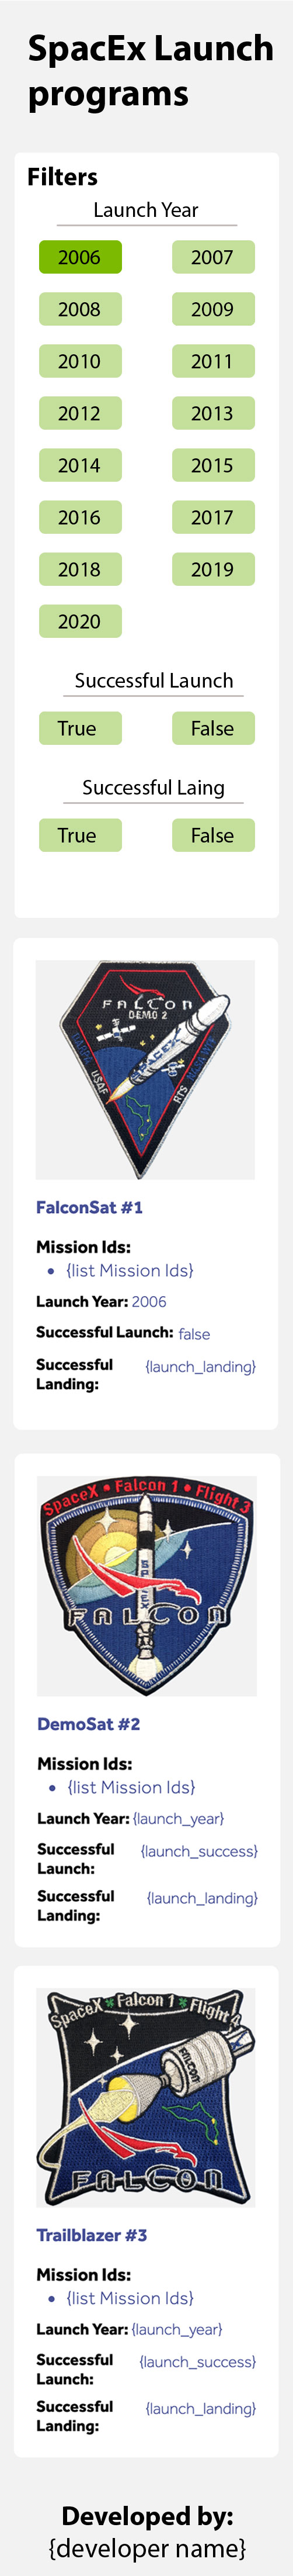 SpacEx Launch
programs
Filters
Launch Year
2006 2007
2008 2009
2010 2011
2012 2013
2014 2015
2016 2017
2018 2019
2020
Successful Launch
True False
Successful Laing
True False
FALCON
DEMO 2
SPACEX
USAF
RTS
FalconSat #1
Mission Ids:
• {list Mission Ids}
Launch Year: 2006
Successful Launch: false
Successful {launch_landing}
Landing:
SpaceX • Falcon 1 • Flight 3
SPACEX
FALCON
DemoSat #2
Mission Ids:
• {list Mission Ids}
Launch Year: {launch_year}
Successful {launch_success}
Launch:
Successful {launch_landing}
Landing:
SpaceX Falcon 1 Flight 4
FALCON
FALCON
Trailblazer #3
Mission Ids:
• {list Mission Ids}
Launch Year: {launch_year}
Successful {launch_success}
Launch:
Successful {launch_landing}
Landing:
Developed by:
{developer name}